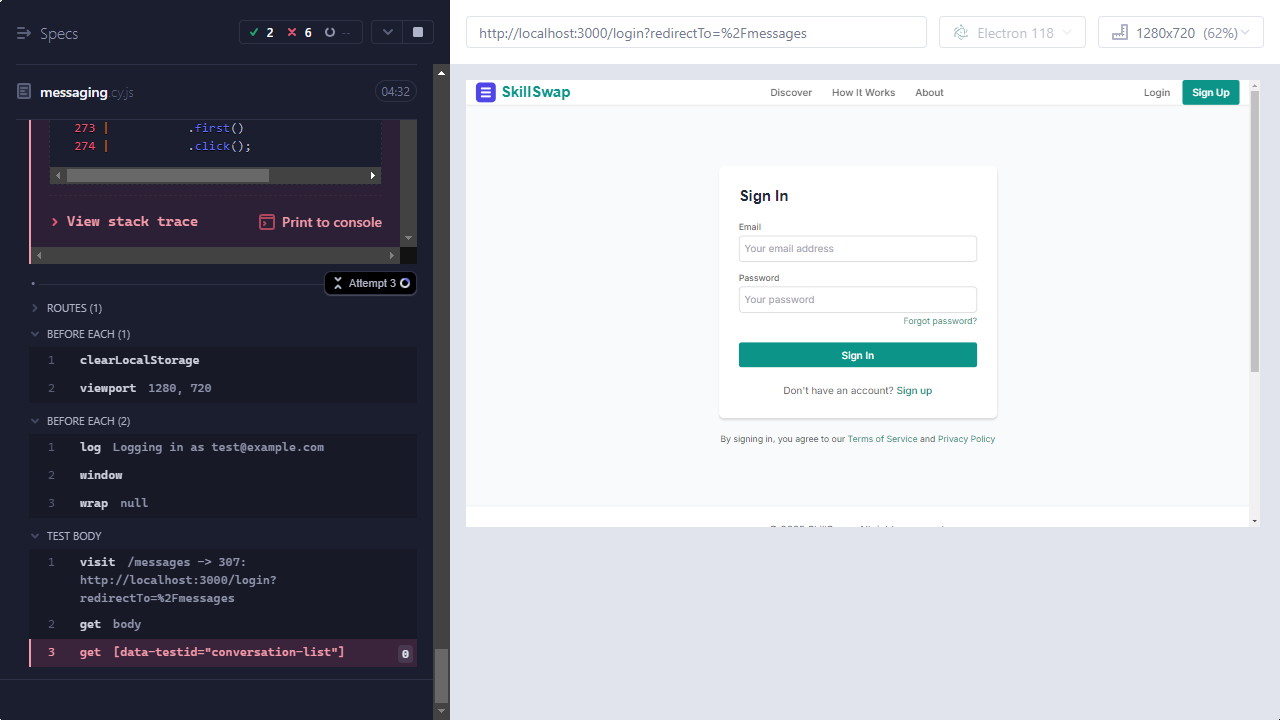 Specs
2
6
--
messaging.cy.js
04:32
273 | .first()
274 | .click();
View stack trace
Print to console
Attempt 3
ROUTES (1)
BEFORE EACH (1)
1 clearLocalStorage
2 viewport 1280, 720
BEFORE EACH (2)
1 log Logging in as test@example.com
2 window
3 wrap null
TEST BODY
1 visit /messages -> 307:
http://localhost:3000/login?
redirectTo=%2Fmessages
2 get body
3 get [data-testid="conversation-list"] 0
http://localhost:3000/login?redirectTo=%2Fmessages
Electron 118
1280x720 (62%)
SkillSwap
Discover
How It Works
About
Login
Sign Up
Sign In
Email
Your email address
Password
Your password
Forgot password?
Sign In
Don't have an account? Sign up
By signing in, you agree to our Terms of Service and Privacy Policy